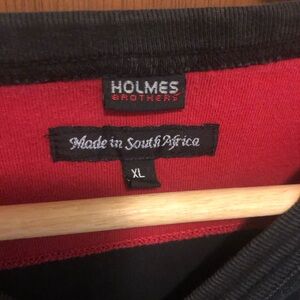 HOLMES
BROTHERS
Made in South Africa
XL